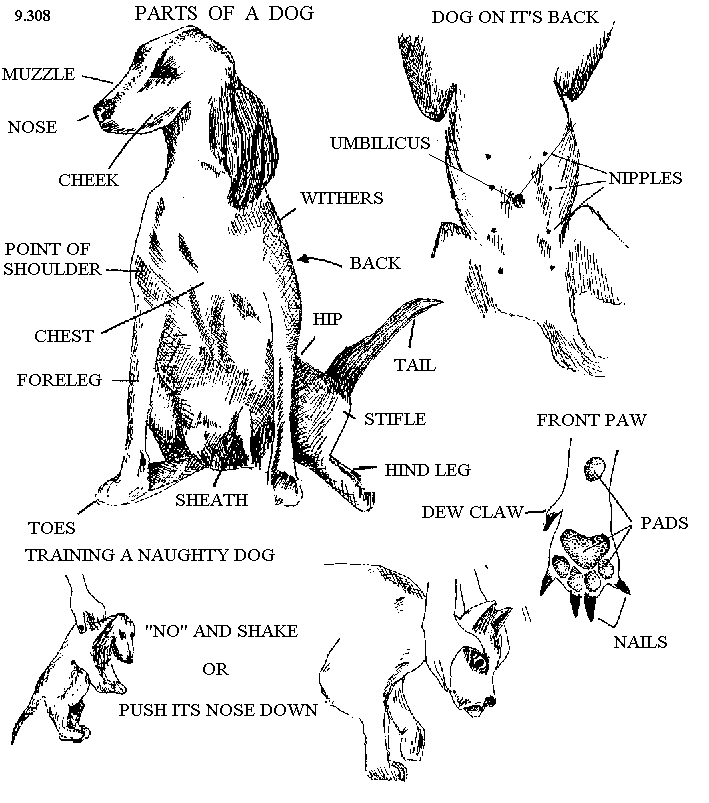 9.308
PARTS OF A DOG
DOG ON IT'S BACK
MUZZLE
NOSE
CHEEK
UMBILICUS
NIPPLES
WITHERS
POINT OF
SHOULDER
BACK
CHEST
HIP
TAIL
FORELEG
STIFLE
FRONT PAW
HIND LEG
SHEATH
DEW CLAW
PADS
TOES
TRAINING A NAUGHTY DOG
"NO" AND SHAKE
OR
PUSH ITS NOSE DOWN
NAILS